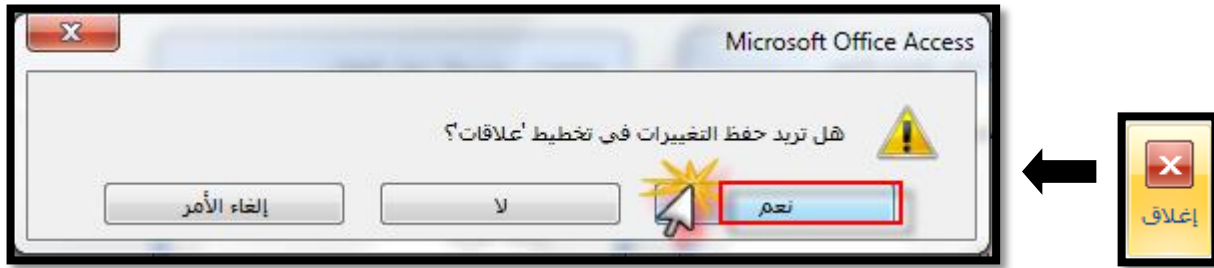 Microsoft Office Access
هل تريد حفظ التغييرات في تخطيط 'علاقات'؟
نعم
لا
إلغاء الأمر
إغلاق